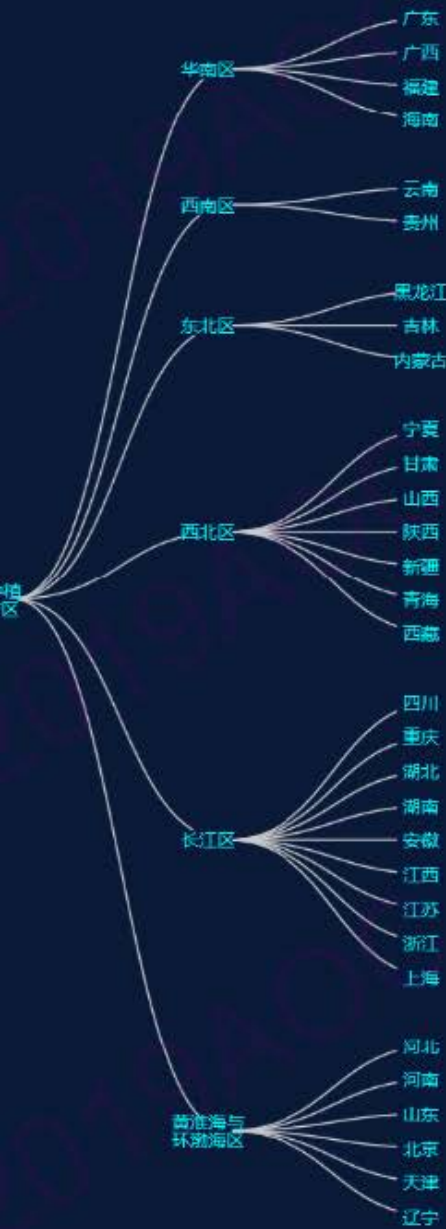 广东
广西
华南区
福建
海南
云南
西南区
贵州
黑龙江
东北区
吉林
内蒙古
宁夏
甘肃
山西
西北区
陕西
新疆
青海
植
区
西藏
四川
重庆
湖北
湖南
长江区
安徽
江西
江苏
浙江
上海
河北
河南
黄淮海与
环渤海区
山东
北京
天津
辽宁